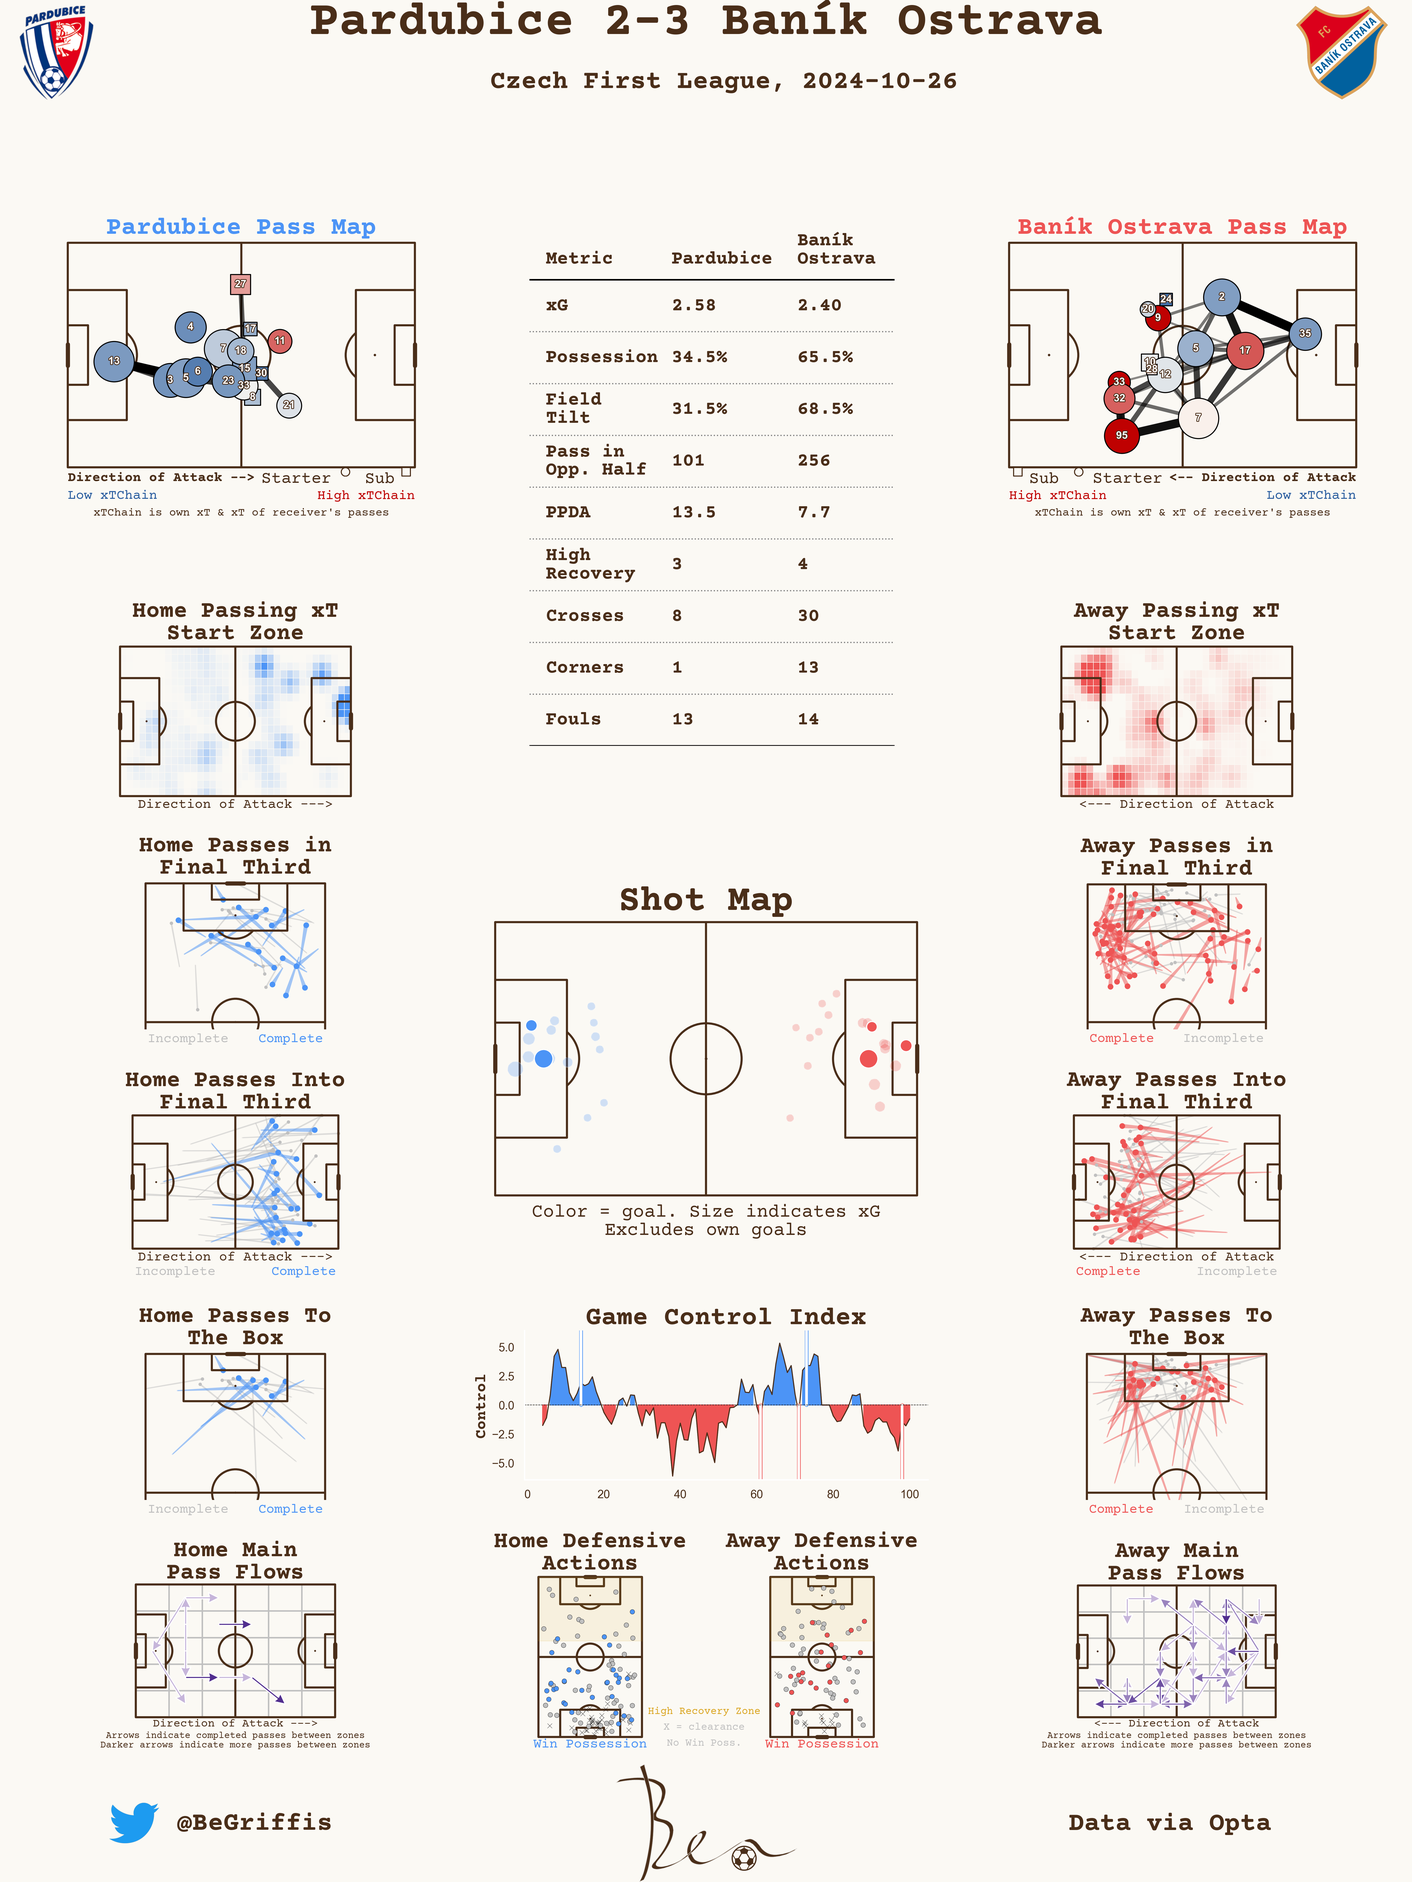 Pardubice 2-3 Baník Ostrava
Czech First League, 2024-10-26
PARDUBICE
FC
BANÍK OSTRAVA
Pardubice Pass Map
27
4
17
11
7
18
13
3
5
6
23
15
30
33
8
21
Direction of Attack --> Starter Sub
Low xTChain High xTChain
xTChain is own xT & xT of receiver's passes
Metric Pardubice Baník
Ostrava
xG 2.58 2.40
Possession 34.5% 65.5%
Field
Tilt 31.5% 68.5%
Pass in
Opp. Half 101 256
PPDA 13.5 7.7
High
Recovery 3 4
Crosses 8 30
Corners 1 13
Fouls 13 14
Baník Ostrava Pass Map
24
2
20
9
35
5
17
10
28
12
33
32
7
95
Sub Starter <-- Direction of Attack
High xTChain Low xTChain
xTChain is own xT & xT of receiver's passes
Home Passing xT
Start Zone
Direction of Attack --->
Away Passing xT
Start Zone
<--- Direction of Attack
Home Passes in
Final Third
Incomplete Complete
Shot Map
Color = goal. Size indicates xG
Excludes own goals
Away Passes in
Final Third
Complete Incomplete
Home Passes Into
Final Third
Direction of Attack --->
Incomplete Complete
Away Passes Into
Final Third
<--- Direction of Attack
Complete Incomplete
Home Passes To
The Box
Incomplete Complete
Game Control Index
Control
5.0
2.5
0.0
−2.5
−5.0
0 20 40 60 80 100
Away Passes To
The Box
Complete Incomplete
Home Main
Pass Flows
Direction of Attack --->
Arrows indicate completed passes between zones
Darker arrows indicate more passes between zones
Home Defensive
Actions
Win Possession
Away Defensive
Actions
Win Possession
High Recovery Zone
X = clearance
No Win Poss.
Away Main
Pass Flows
<--- Direction of Attack
Arrows indicate completed passes between zones
Darker arrows indicate more passes between zones
@BeGriffis
Ben
Data via Opta